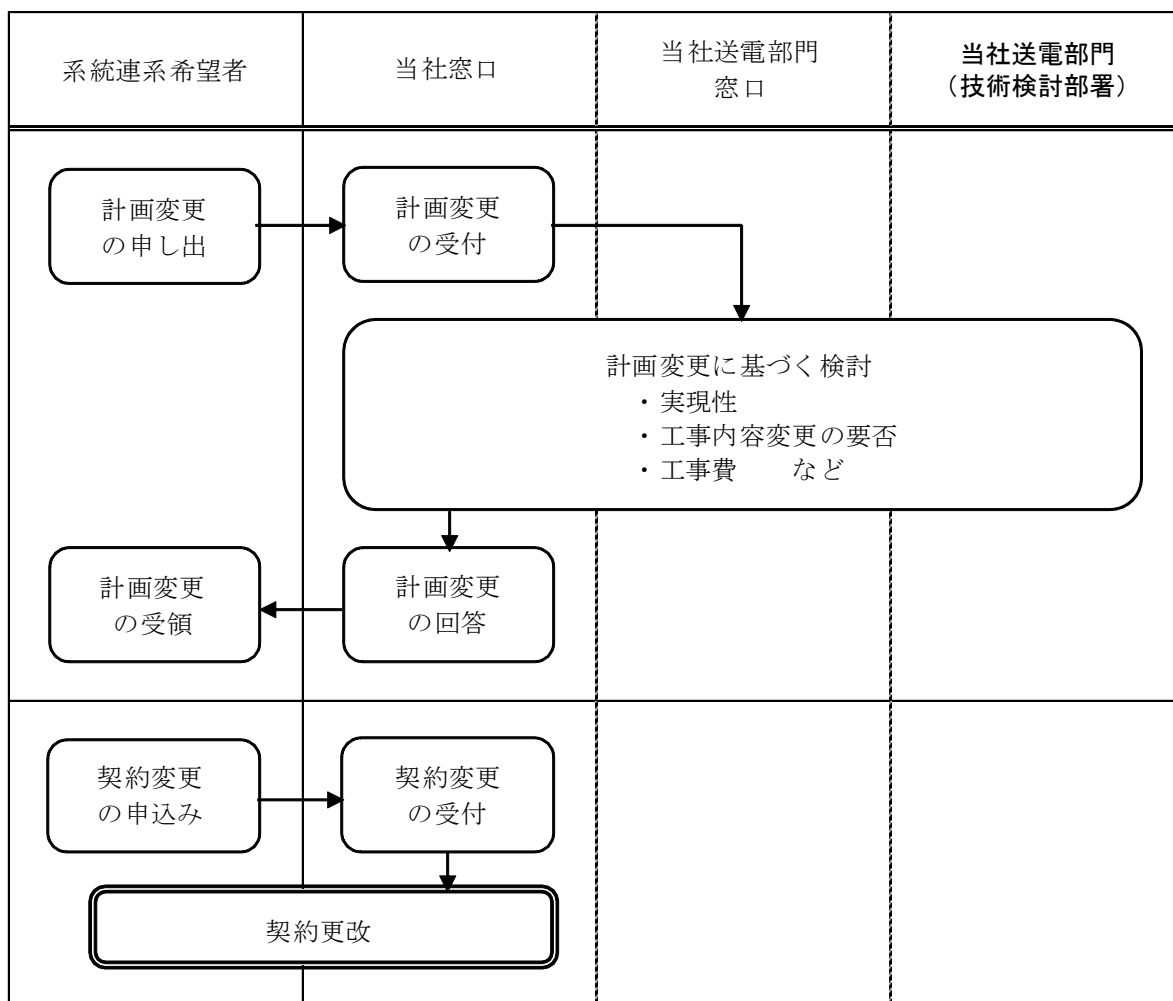 系統連系希望者
当社窓口
当社送電部門
窓口
当社送電部門
（技術検討部署）
計画変更
の申し出
計画変更
の受付
計画変更に基づく検討
・実現性
・工事内容変更の要否
・工事費　　など
計画変更
の受領
計画変更
の回答
契約変更
の申込み
契約変更
の受付
契約更改